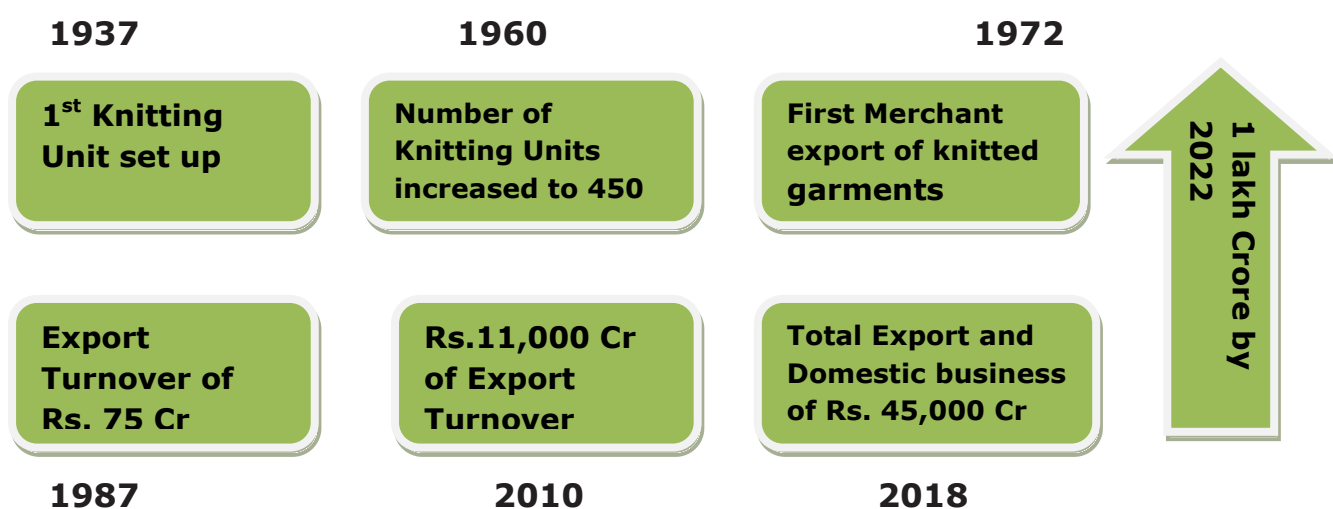 1937
1960
1972
1st Knitting
Unit set up
Number of
Knitting Units
increased to 450
First Merchant
export of knitted
garments
1 lakh Crore by
2022
Export
Turnover of
Rs. 75 Cr
Rs.11,000 Cr
of Export
Turnover
Total Export and
Domestic business
of Rs. 45,000 Cr
1987
2010
2018